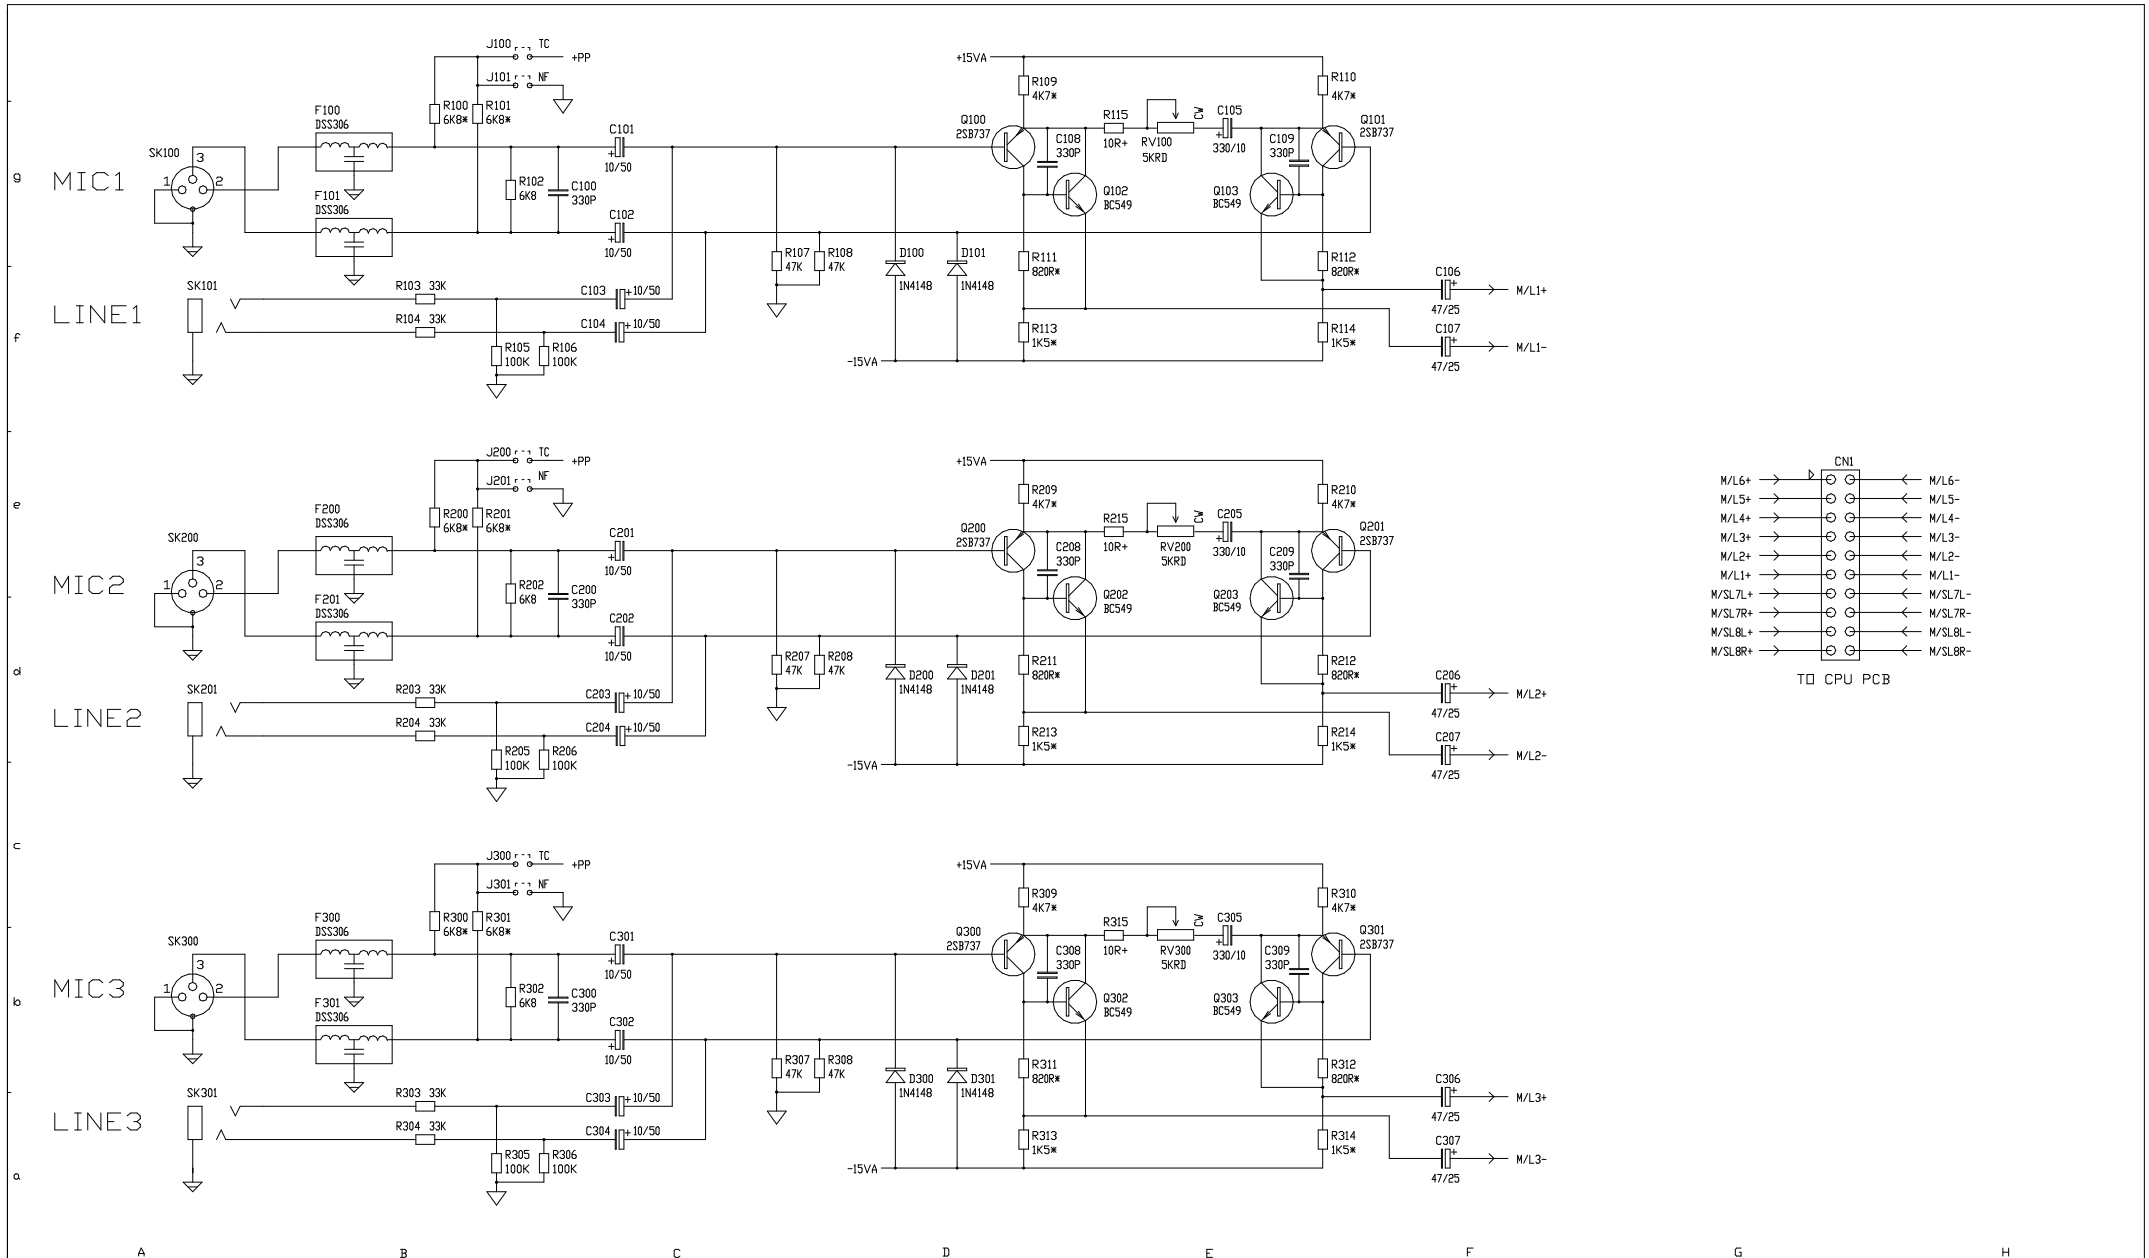 J100 TC
+PP
J101 NF
R100
6K8*
R101
6K8*
F100
DSS306
C101
10/50
SK100
3
1
2
MIC1
R102
6K8
C100
330P
F101
DSS306
C102
10/50
R107
47K
R108
47K
D100
1N4148
D101
1N4148
SK101
LINE1
R103 33K
R104 33K
C103 +10/50
C104 +10/50
R105
100K
R106
100K
+15VA
R109
4K7*
R110
4K7*
Q100
2SB737
C108
330P
R115
10R+
RV100
5KRD
CW
C105
+
330/10
C109
330P
Q101
2SB737
Q102
BC549
Q103
BC549
R111
820R*
R112
820R*
R113
1K5*
R114
1K5*
-15VA
C106
+
47/25
M/L1+
C107
+
47/25
M/L1-
J200 TC
+PP
J201 NF
R200
6K8*
R201
6K8*
F200
DSS306
C201
10/50
SK200
3
1
2
MIC2
R202
6K8
C200
330P
F201
DSS306
C202
10/50
R207
47K
R208
47K
D200
1N4148
D201
1N4148
SK201
LINE2
R203 33K
R204 33K
C203 +10/50
C204 +10/50
R205
100K
R206
100K
+15VA
R209
4K7*
R210
4K7*
Q200
2SB737
C208
330P
R215
10R+
RV200
5KRD
CW
C205
+
330/10
C209
330P
Q201
2SB737
Q202
BC549
Q203
BC549
R211
820R*
R212
820R*
R213
1K5*
R214
1K5*
-15VA
C206
+
47/25
M/L2+
C207
+
47/25
M/L2-
CN1
M/L6+ M/L6-
M/L5+ M/L5-
M/L4+ M/L4-
M/L3+ M/L3-
M/L2+ M/L2-
M/L1+ M/L1-
M/SL7L+ M/SL7L-
M/SL7R+ M/SL7R-
M/SL8L+ M/SL8L-
M/SL8R+ M/SL8R-
TO CPU PCB
J300 TC
+PP
J301 NF
R300
6K8*
R301
6K8*
F300
DSS306
C301
10/50
SK300
3
1
2
MIC3
R302
6K8
C300
330P
F301
DSS306
C302
10/50
R307
47K
R308
47K
D300
1N4148
D301
1N4148
SK301
LINE3
R303 33K
R304 33K
C303 +10/50
C304 +10/50
R305
100K
R306
100K
+15VA
R309
4K7*
R310
4K7*
Q300
2SB737
C308
330P
R315
10R+
RV300
5KRD
CW
C305
+
330/10
C309
330P
Q301
2SB737
Q302
BC549
Q303
BC549
R311
820R*
R312
820R*
R313
1K5*
R314
1K5*
-15VA
C306
+
47/25
M/L3+
C307
+
47/25
M/L3-
g
f
e
d
c
b
a
A B C D E F G H